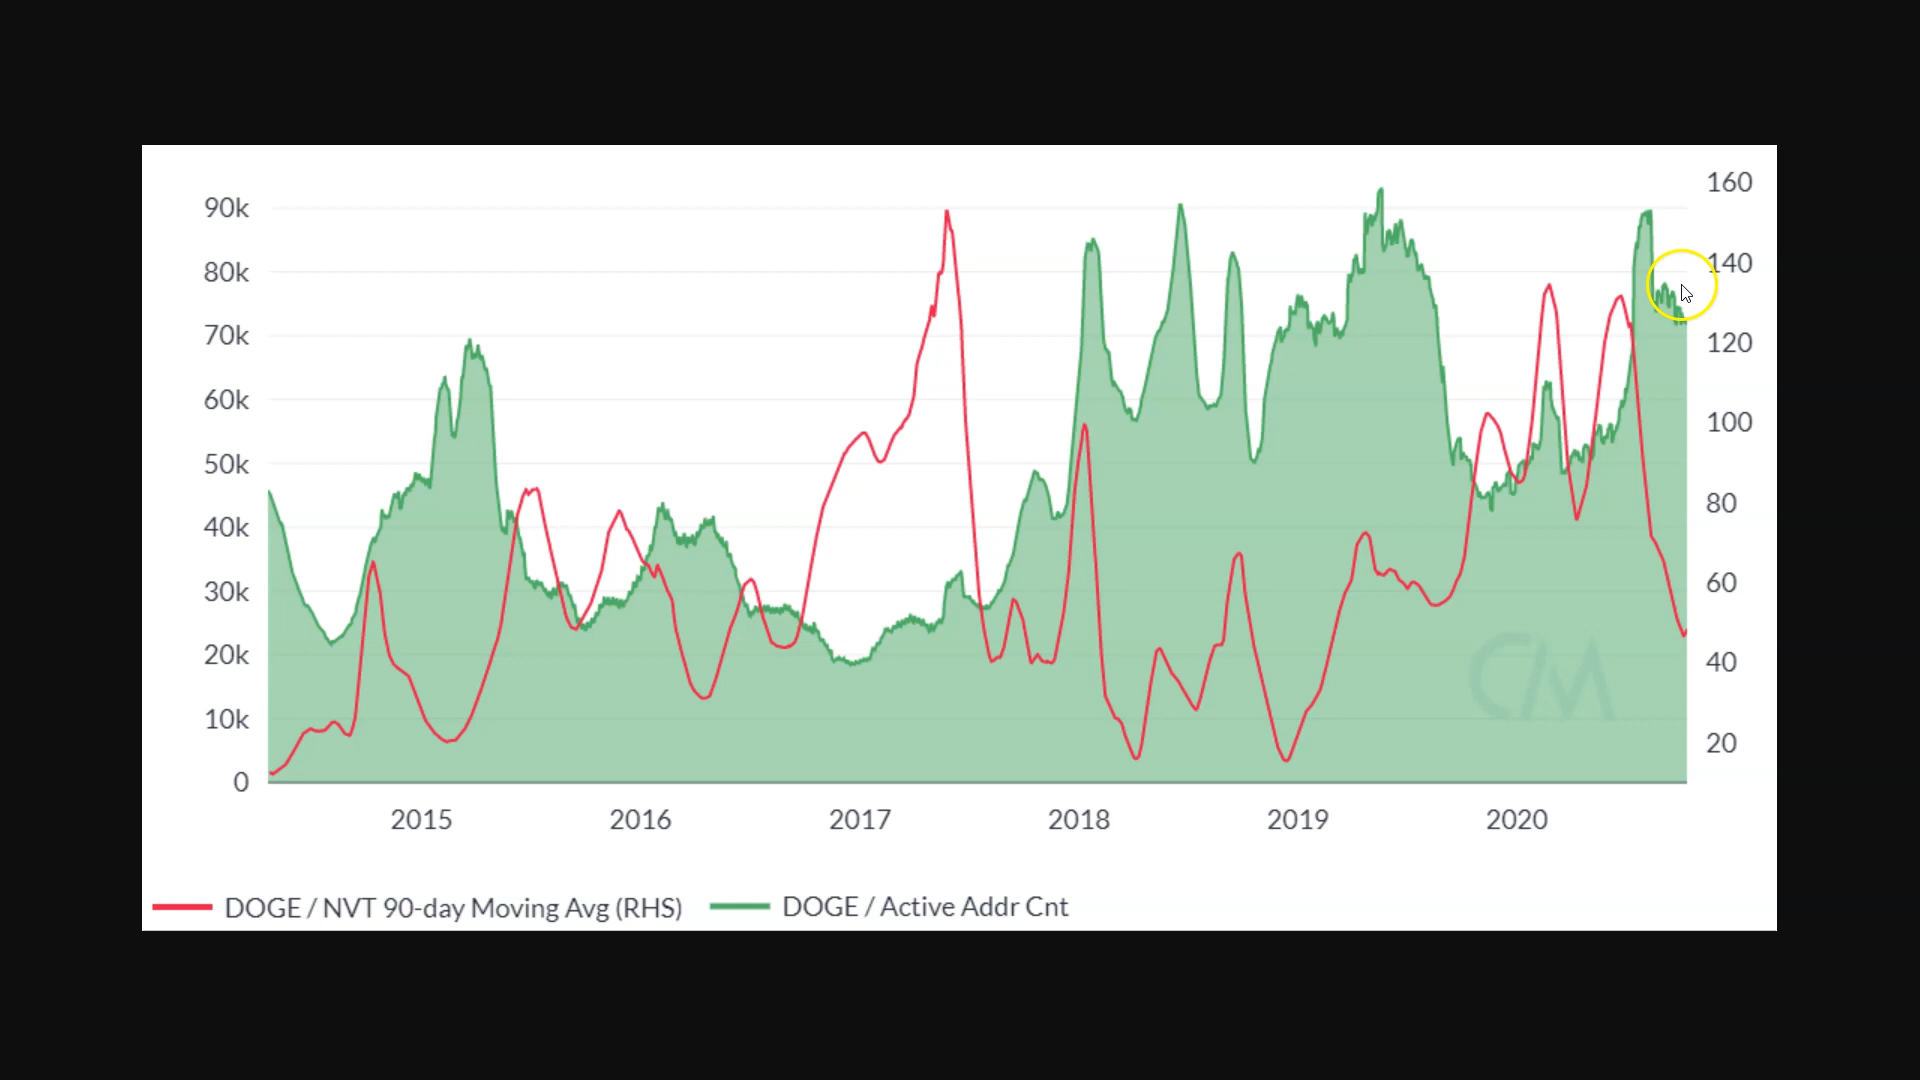 90k
80k
70k
60k
50k
40k
30k
20k
10k
0
160
140
120
100
80
60
40
20
2015 2016 2017 2018 2019 2020
CM
DOGE / NVT 90-day Moving Avg (RHS) DOGE / Active Addr Cnt